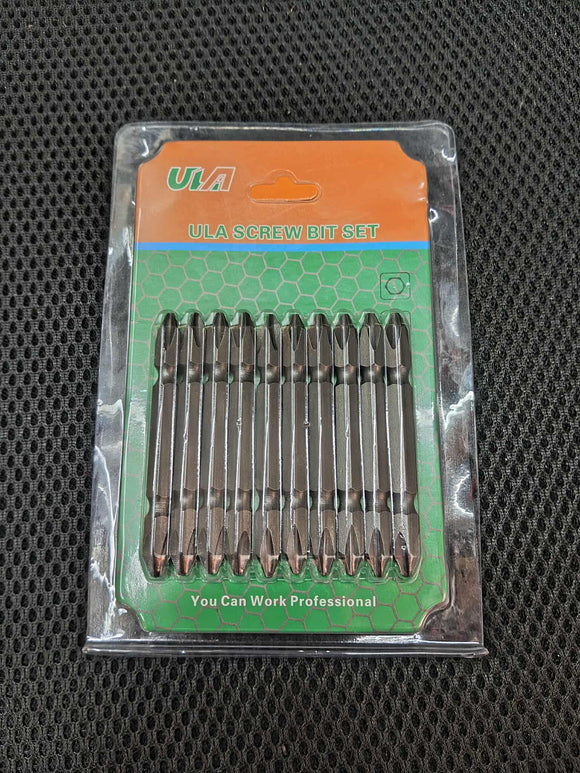 ULA
ULA SCREW BIT SET
You Can Work Professional